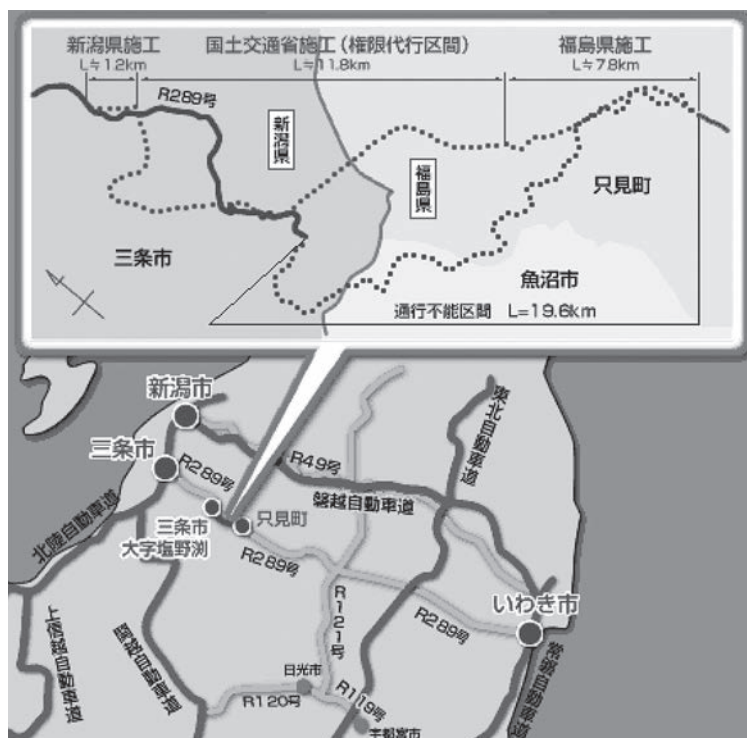 新潟県施工
L≒1.2km
国土交通省施工(権限代行区間)
L≒11.8km
福島県施工
L≒7.8km
R289号
新潟県
福島県
只見町
三条市
魚沼市
通行不能区間 L=19.6km
新潟市
三条市
R289号
R49号
東北自動車道
磐越自動車道
北陸自動車道
三条市
大字塩野渕
只見町
R289号
R121号
いわき市
R289号
上信越自動車道
関越自動車道
日光市
R120号
R119号
宇都宮市
常磐自動車道